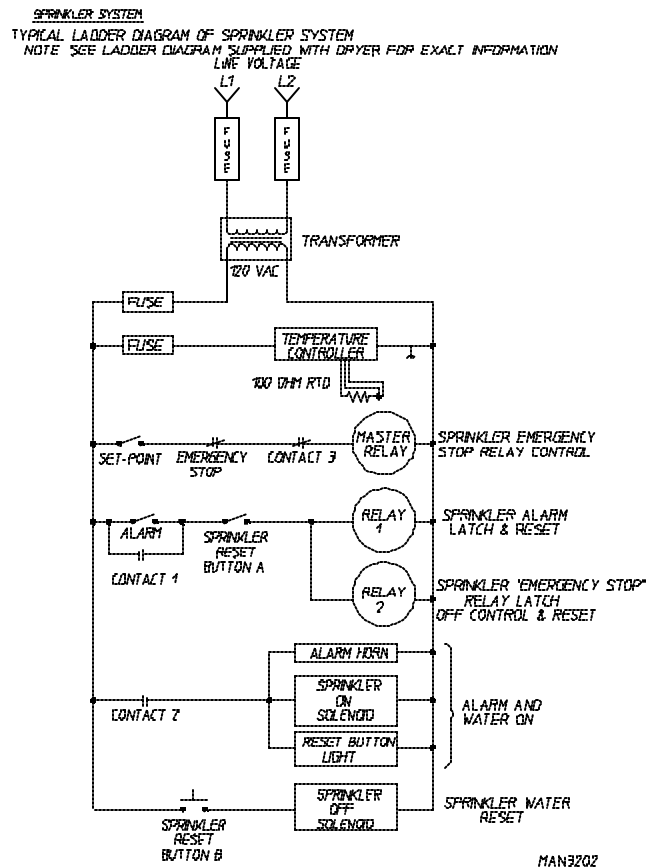 SPRINKLER SYSTEM
TYPICAL LADDER DIAGRAM OF SPRINKLER SYSTEM
NOTE SEE LADDER DIAGRAM SUPPLIED WITH DRYER FOR EXACT INFORMATION
LINE VOLTAGE
L1 L2
FUSE FUSE
TRANSFORMER
120 VAC
FUSE
FUSE
TEMPERATURE
CONTROLLER
100 OHM RTD
MASTER
RELAY
SPRINKLER EMERGENCY
STOP RELAY CONTROL
SET-POINT
EMERGENCY
STOP
CONTACT 3
ALARM
CONTACT 1
SPRINKLER
RESET
BUTTON A
RELAY
1
SPRINKLER ALARM
LATCH & RESET
RELAY
2
SPRINKLER "EMERGENCY STOP"
RELAY LATCH
OFF CONTROL & RESET
ALARM HORN
CONTACT 2
SPRINKLER
ON
SOLENOID
RESET BUTTON
LIGHT
ALARM AND
WATER ON
SPRINKLER
RESET
BUTTON B
SPRINKLER
OFF
SOLENOID
SPRINKLER WATER
RESET
MAN3202